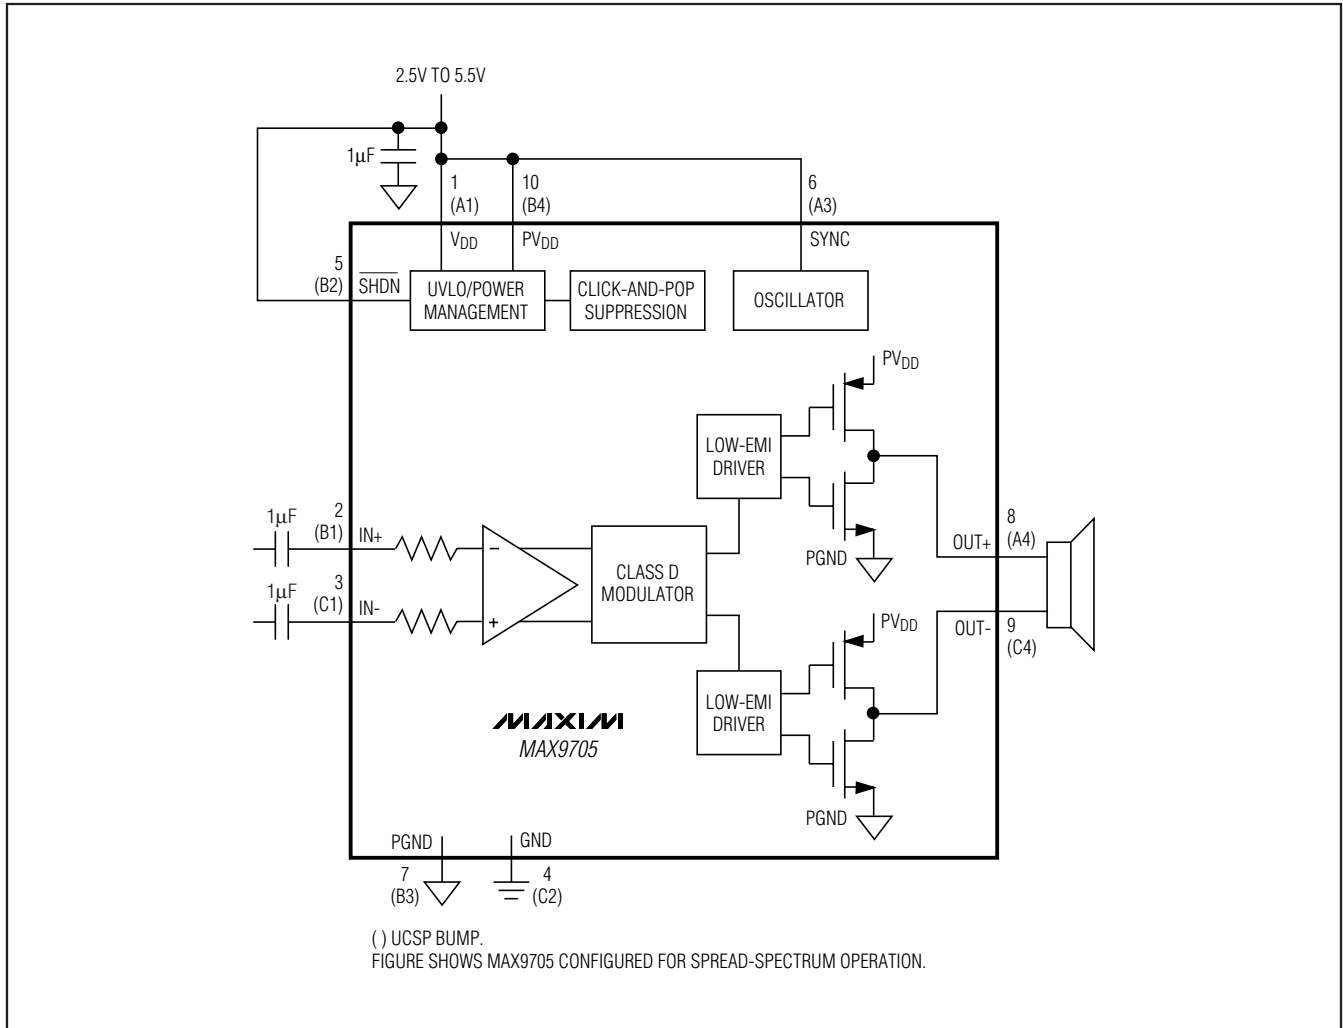 2.5V TO 5.5V
1µF
1
(A1)
10
(B4)
6
(A3)
VDD
PVDD
SYNC
5
(B2)
SHDN
UVLO/POWER
MANAGEMENT
CLICK-AND-POP
SUPPRESSION
OSCILLATOR
PVDD
LOW-EMI
DRIVER
PGND
1µF
2
(B1)
IN+
−
1µF
3
(C1)
IN-
+
CLASS D
MODULATOR
OUT+
8
(A4)
OUT-
9
(C4)
PVDD
LOW-EMI
DRIVER
PGND
MAXIM
MAX9705
PGND
GND
7
(B3)
4
(C2)
( ) UCSP BUMP.
FIGURE SHOWS MAX9705 CONFIGURED FOR SPREAD-SPECTRUM OPERATION.